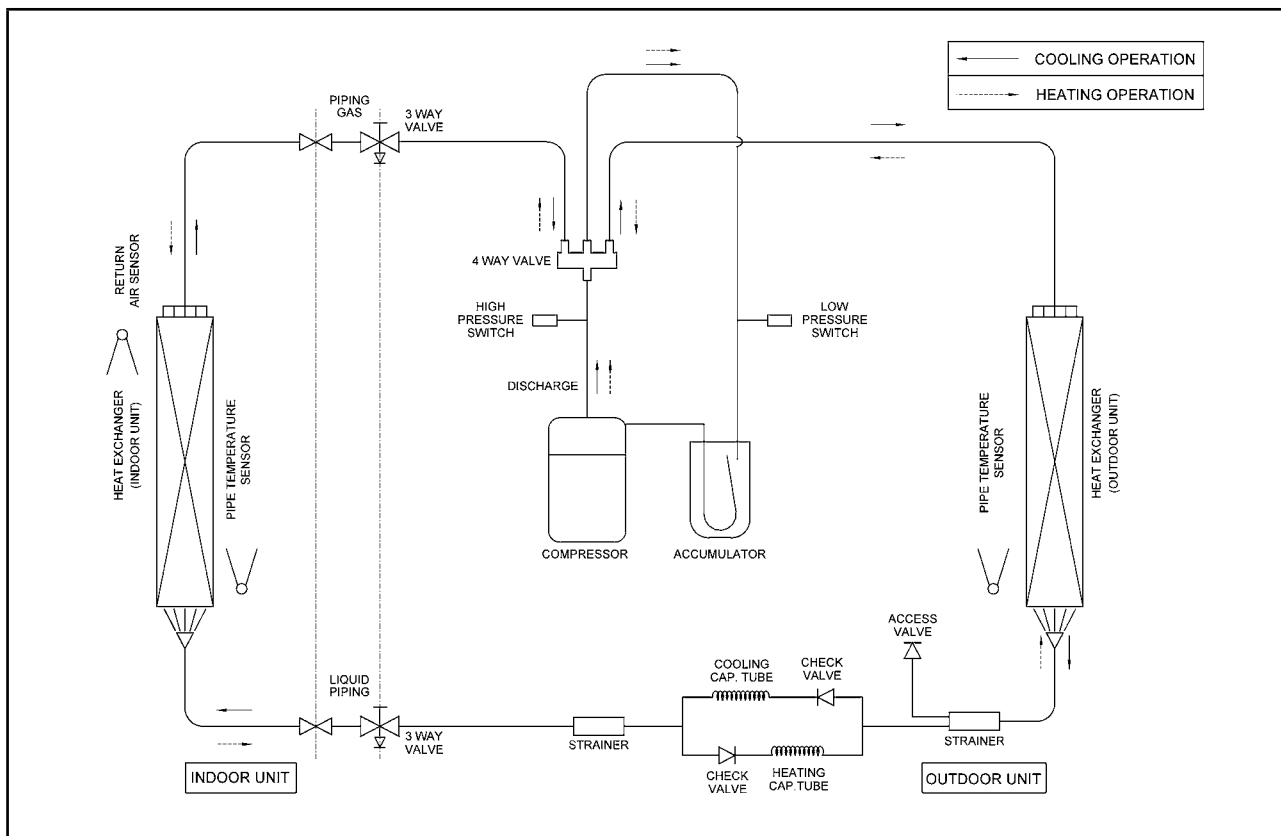 COOLING OPERATION
HEATING OPERATION
PIPING
GAS
3 WAY
VALVE
4 WAY VALVE
HIGH
PRESSURE
SWITCH
LOW
PRESSURE
SWITCH
DISCHARGE
RETURN
AIR SENSOR
HEAT EXCHANGER
(INDOOR UNIT)
PIPE TEMPERATURE
SENSOR
PIPE TEMPERATURE
SENSOR
HEAT EXCHANGER
(OUTDOOR UNIT)
COMPRESSOR
ACCUMULATOR
ACCESS
VALVE
COOLING
CAP. TUBE
CHECK
VALVE
LIQUID
PIPING
3 WAY
VALVE
STRAINER
STRAINER
CHECK
VALVE
HEATING
CAP.TUBE
INDOOR UNIT
OUTDOOR UNIT